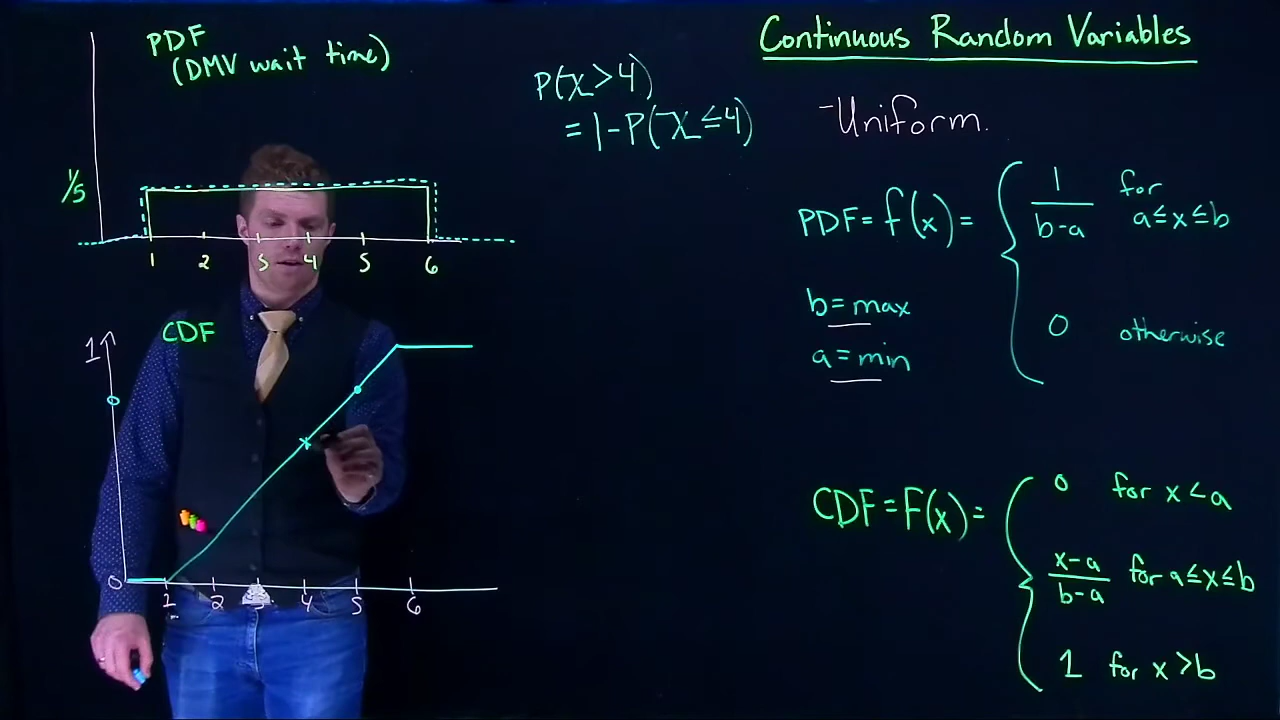 PDF
(DMV wait time)
1/5
1 2 3 4 5 6
CDF
1
0
1 2 3 4 5 6
P(x>4)
=1-P(x≤4)
Continuous Random Variables
-Uniform.
PDF=f(x)= { 1/(b-a) for a≤x≤b
0 otherwise
b=max
a=min
CDF=F(x)= { 0 for x<a
(x-a)/(b-a) for a≤x≤b
1 for x>b